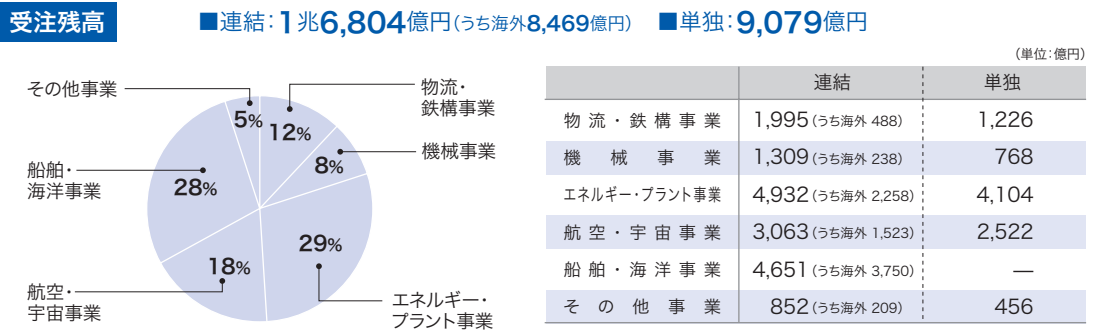 受注残高
■連結：1兆6,804億円（うち海外8,469億円） ■単独：9,079億円
（単位：億円）
その他事業
5%
物流・
鉄構事業
12%
機械事業
8%
船舶・
海洋事業
28%
29%
18%
航空・
宇宙事業
エネルギー・
プラント事業
連結 単独
物流・鉄構事業 1,995（うち海外 488） 1,226
機械事業 1,309（うち海外 238） 768
エネルギー・プラント事業 4,932（うち海外 2,258） 4,104
航空・宇宙事業 3,063（うち海外 1,523） 2,522
船舶・海洋事業 4,651（うち海外 3,750） —
その他事業 852（うち海外 209） 456